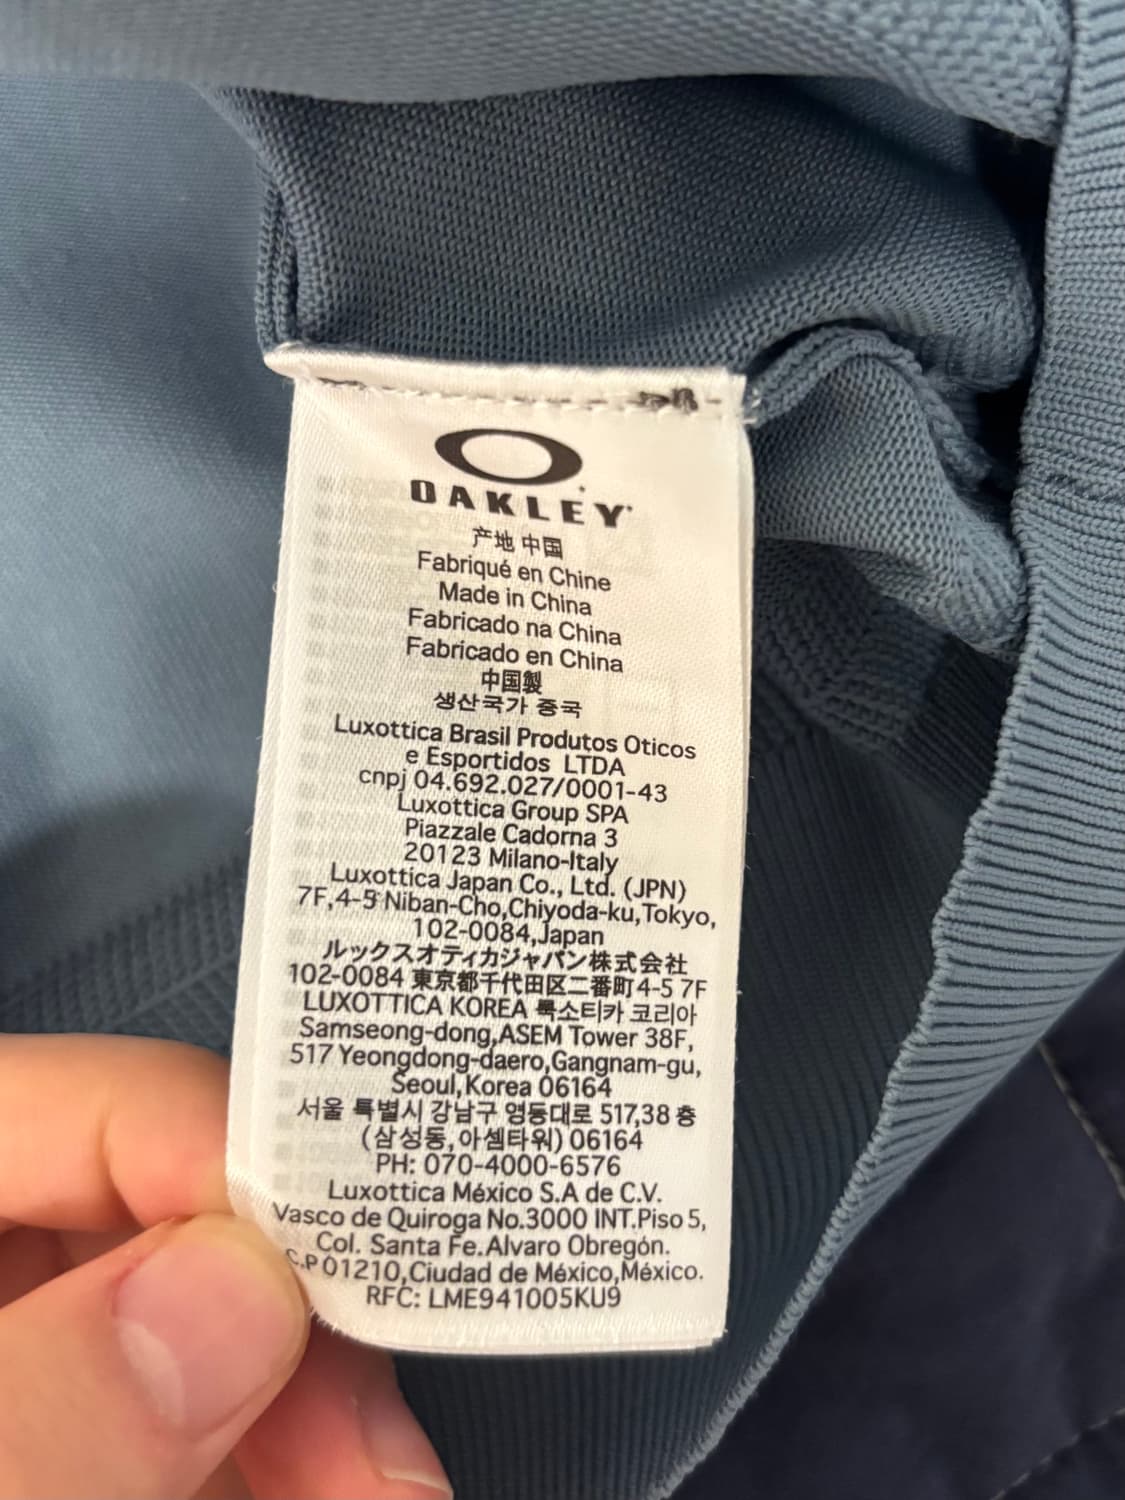 OAKLEY
产地 中国
Fabriqué en Chine
Made in China
Fabricado na China
Fabricado en China
中国製
생산국가 중국
Luxottica Brasil Produtos Oticos
e Esportidos LTDA
cnpj 04.692.027/0001-43
Luxottica Group SPA
Piazzale Cadorna 3
20123 Milano-Italy
Luxottica Japan Co., Ltd. (JPN)
7F,4-5 Niban-Cho,Chiyoda-ku,Tokyo,
102-0084,Japan
ルックスオティカジャパン株式会社
102-0084 東京都千代田区二番町4-5 7F
LUXOTTICA KOREA 룩소티카 코리아
Samseong-dong,ASEM Tower 38F,
517 Yeongdong-daero,Gangnam-gu,
Seoul,Korea 06164
서울 특별시 강남구 영동대로 517,38 층
(삼성동,아셈타워) 06164
PH: 070-4000-6576
Luxottica México S.A de C.V.
Vasco de Quiroga No.3000 INT.Piso 5,
Col. Santa Fe.Alvaro Obregón.
C.P 01210,Ciudad de México,México.
RFC: LME941005KU9